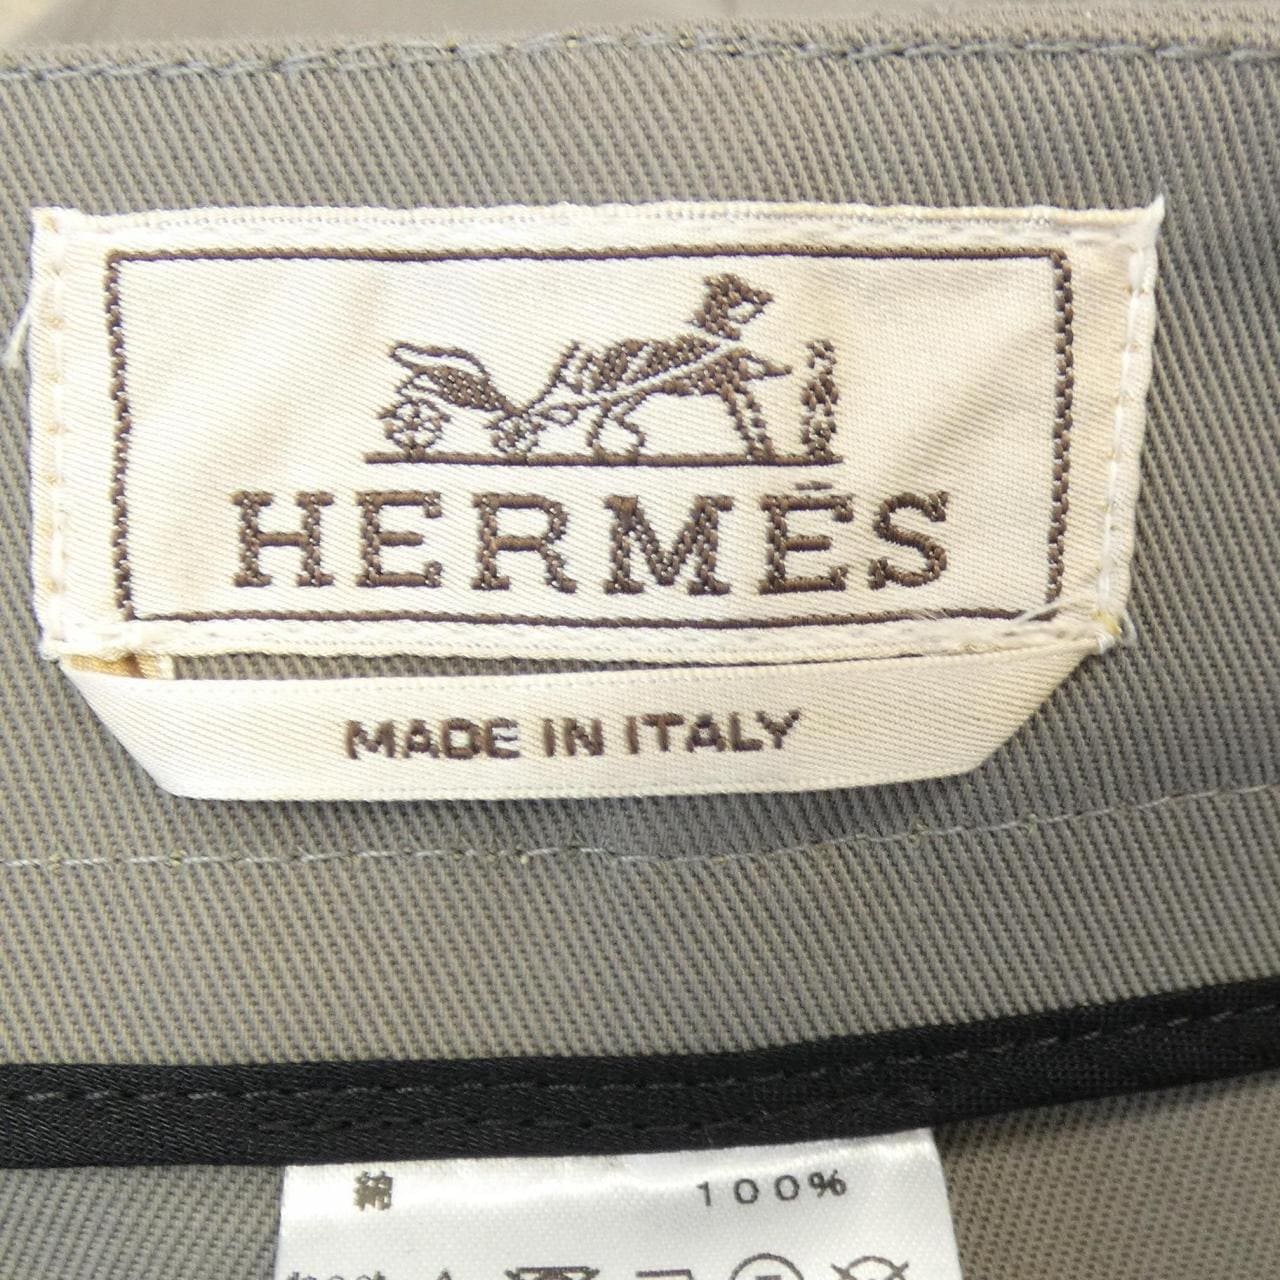 HERMÈS
MADE IN ITALY
綿 100%